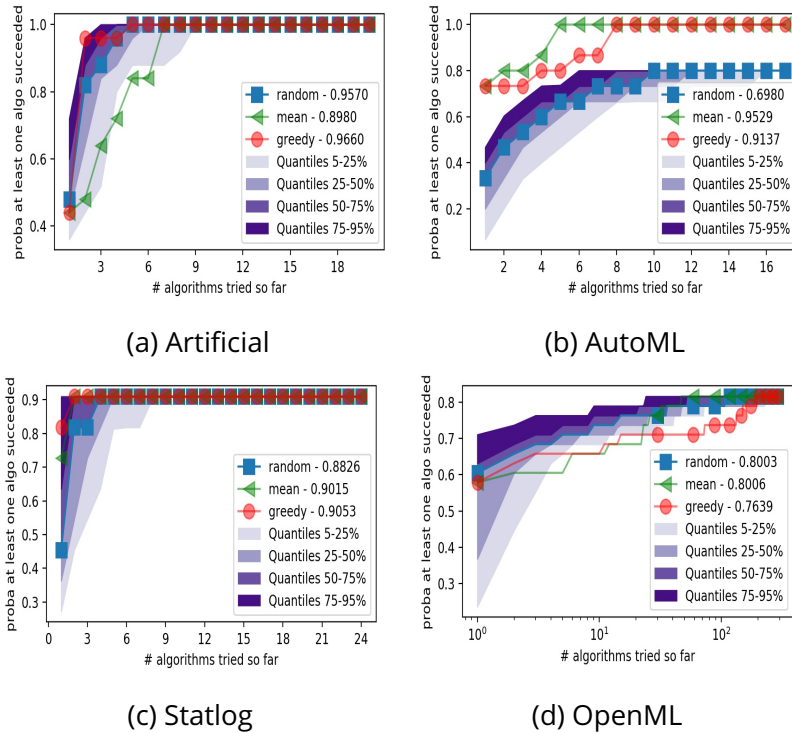 proba at least one algo succeeded
1.0
0.8
0.6
0.4
random - 0.9570
mean - 0.8980
greedy - 0.9660
Quantiles 5-25%
Quantiles 25-50%
Quantiles 50-75%
Quantiles 75-95%
3 6 9 12 15 18
# algorithms tried so far
(a) Artificial
proba at least one algo succeeded
1.0
0.8
0.6
0.4
0.2
random - 0.6980
mean - 0.9529
greedy - 0.9137
Quantiles 5-25%
Quantiles 25-50%
Quantiles 50-75%
Quantiles 75-95%
2 4 6 8 10 12 14 16
# algorithms tried so far
(b) AutoML
proba at least one algo succeeded
0.9
0.8
0.7
0.6
0.5
0.4
0.3
random - 0.8826
mean - 0.9015
greedy - 0.9053
Quantiles 5-25%
Quantiles 25-50%
Quantiles 50-75%
Quantiles 75-95%
0 3 6 9 12 15 18 21 24
# algorithms tried so far
(c) Statlog
proba at least one algo succeeded
0.8
0.7
0.6
0.5
0.4
0.3
random - 0.8003
mean - 0.8006
greedy - 0.7639
Quantiles 5-25%
Quantiles 25-50%
Quantiles 50-75%
Quantiles 75-95%
10⁰ 10¹ 10²
# algorithms tried so far
(d) OpenML